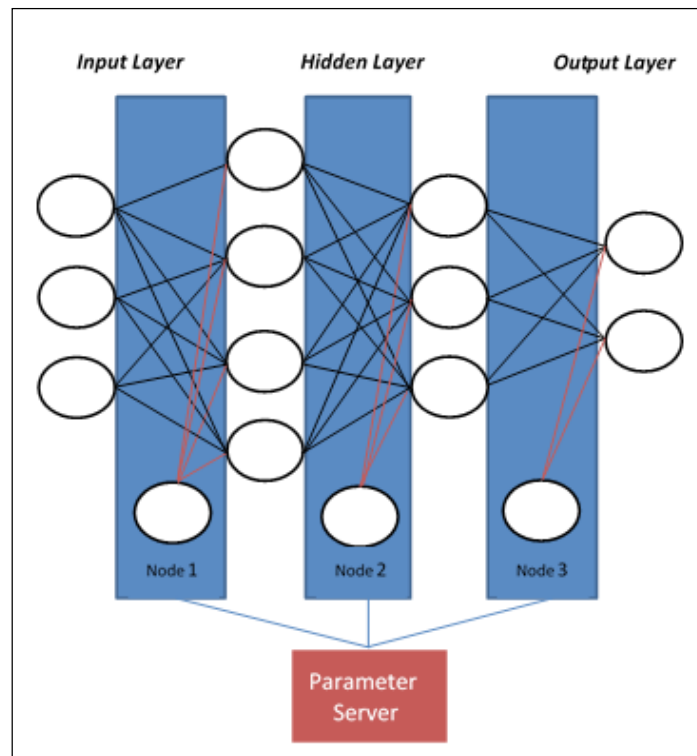 Input Layer Hidden Layer Output Layer
Node 1 Node 2 Node 3
Parameter
Server